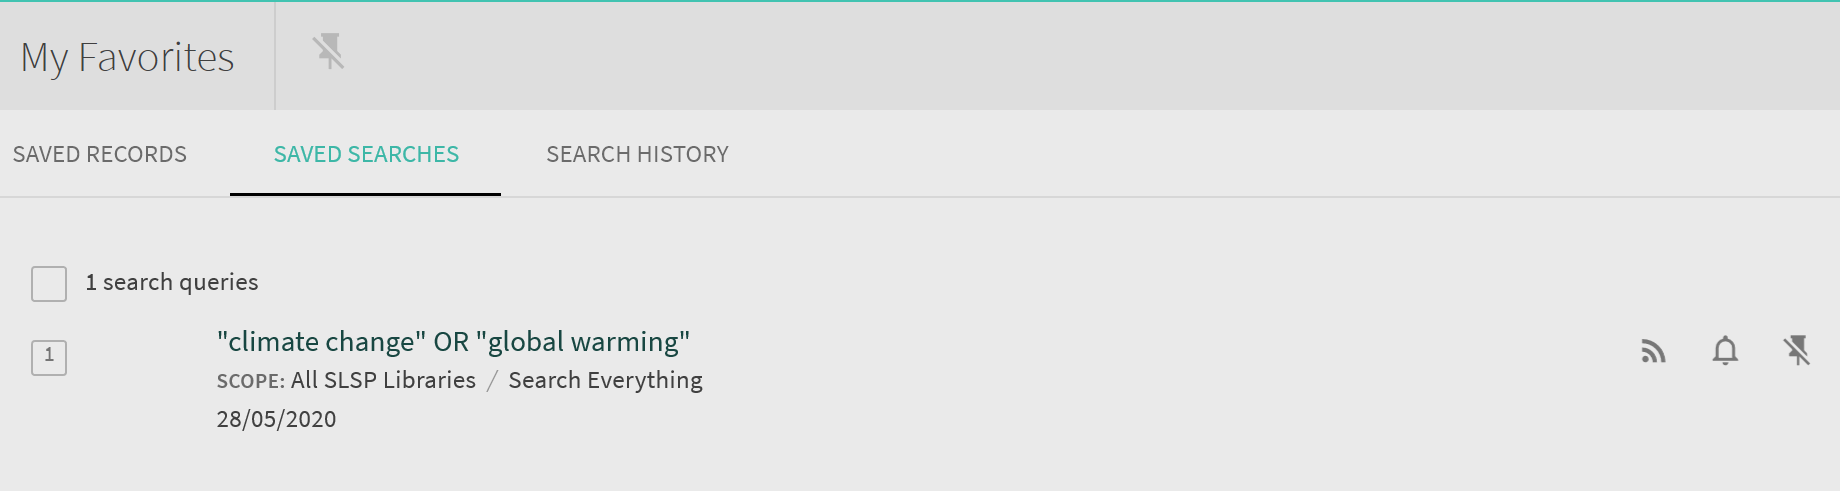 My Favorites
SAVED RECORDS SAVED SEARCHES SEARCH HISTORY
1 search queries
1 "climate change" OR "global warming"
SCOPE: All SLSP Libraries / Search Everything
28/05/2020